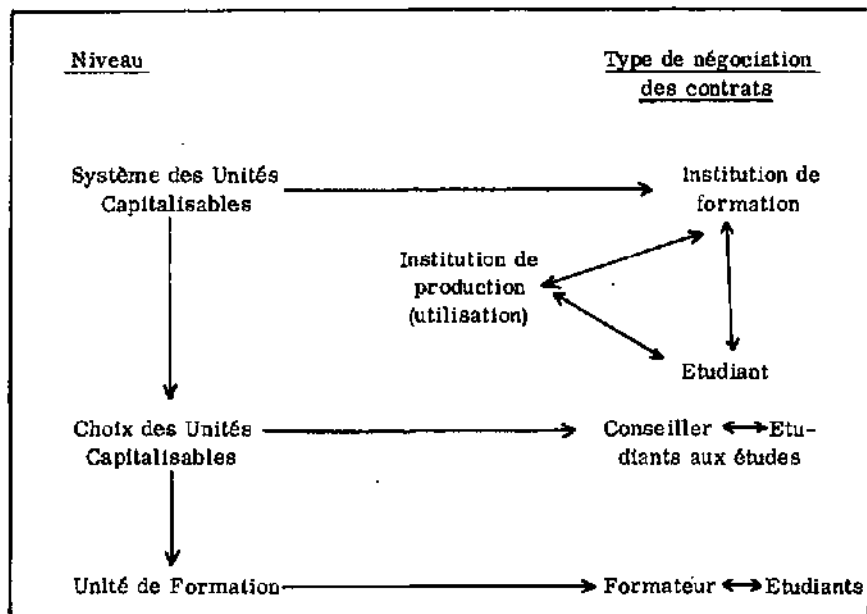 Niveau
Type de négociation
des contrats
Système des Unités
Capitalisables
Institution de
formation
Institution de
production
(utilisation)
Etudiant
Choix des Unités
Capitalisables
Conseiller ↔ Etu-
diants aux études
Unité de Formation
Formateur ↔ Etudiants